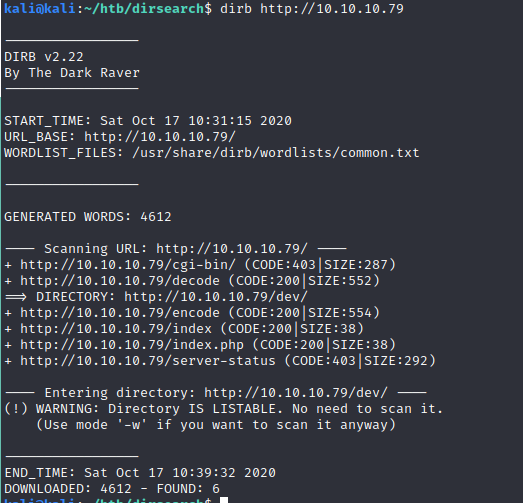 kali@kali:~/htb/dirsearch$ dirb http://10.10.10.79
-----------------
DIRB v2.22
By The Dark Raver
-----------------
START_TIME: Sat Oct 17 10:31:15 2020
URL_BASE: http://10.10.10.79/
WORDLIST_FILES: /usr/share/dirb/wordlists/common.txt
-----------------
GENERATED WORDS: 4612
---- Scanning URL: http://10.10.10.79/ ----
+ http://10.10.10.79/cgi-bin/ (CODE:403|SIZE:287)
+ http://10.10.10.79/decode (CODE:200|SIZE:552)
==> DIRECTORY: http://10.10.10.79/dev/
+ http://10.10.10.79/encode (CODE:200|SIZE:554)
+ http://10.10.10.79/index (CODE:200|SIZE:38)
+ http://10.10.10.79/index.php (CODE:200|SIZE:38)
+ http://10.10.10.79/server-status (CODE:403|SIZE:292)
---- Entering directory: http://10.10.10.79/dev/ ----
(!) WARNING: Directory IS LISTABLE. No need to scan it.
(Use mode '-w' if you want to scan it anyway)
-----------------
END_TIME: Sat Oct 17 10:39:32 2020
DOWNLOADED: 4612 - FOUND: 6
kali@kali:~/htb/dirsearch$